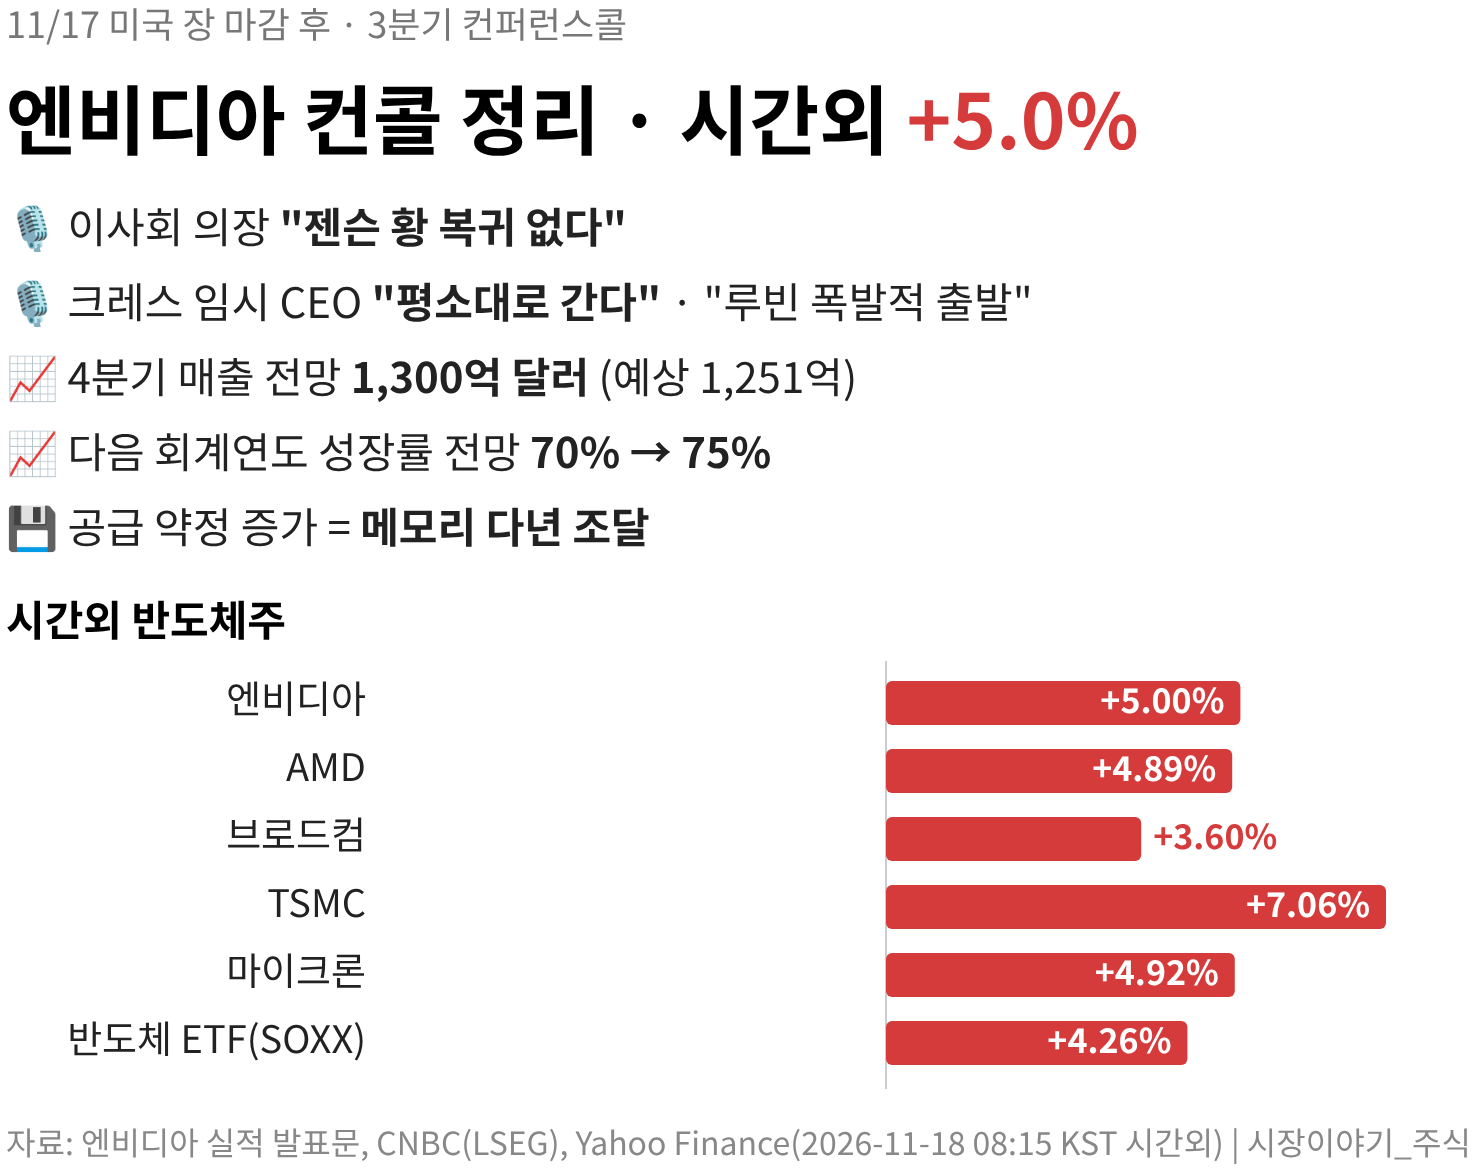 11/17 미국 장 마감 후 · 3분기 컨퍼런스콜
엔비디아 컨콜 정리 · 시간외 +5.0%
이사회 의장 "젠슨 황 복귀 없다"
크레스 임시 CEO "평소대로 간다" · "루빈 폭발적 출발"
4분기 매출 전망 1,300억 달러 (예상 1,251억)
다음 회계연도 성장률 전망 70% → 75%
공급 약정 증가 = 메모리 다년 조달
시간외 반도체주
엔비디아 +5.00%
AMD +4.89%
브로드컴 +3.60%
TSMC +7.06%
마이크론 +4.92%
반도체 ETF(SOXX) +4.26%
자료: 엔비디아 실적 발표문, CNBC(LSEG), Yahoo Finance(2026-11-18 08:15 KST 시간외) | 시장이야기_주식